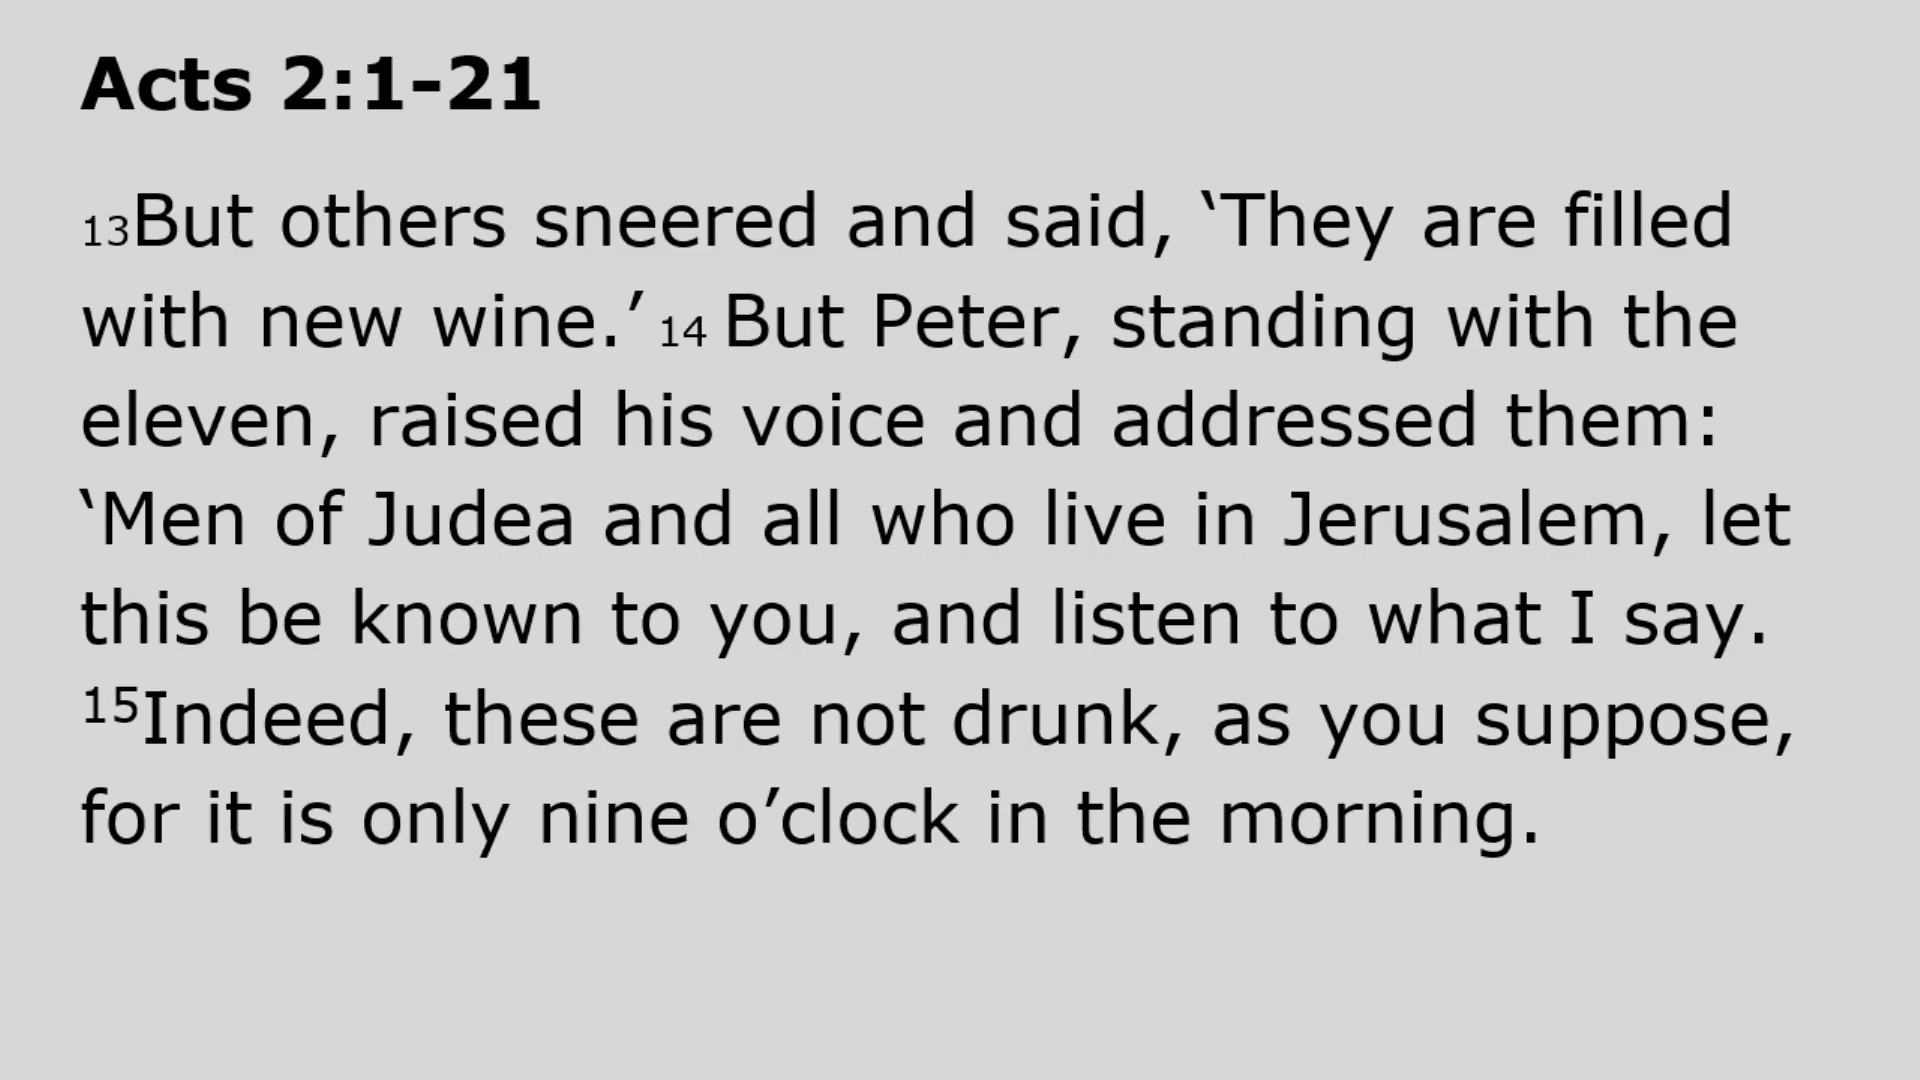 Acts 2:1-21
13But others sneered and said, ‘They are filled
with new wine.’ 14 But Peter, standing with the
eleven, raised his voice and addressed them:
‘Men of Judea and all who live in Jerusalem, let
this be known to you, and listen to what I say.
15Indeed, these are not drunk, as you suppose,
for it is only nine o’clock in the morning.